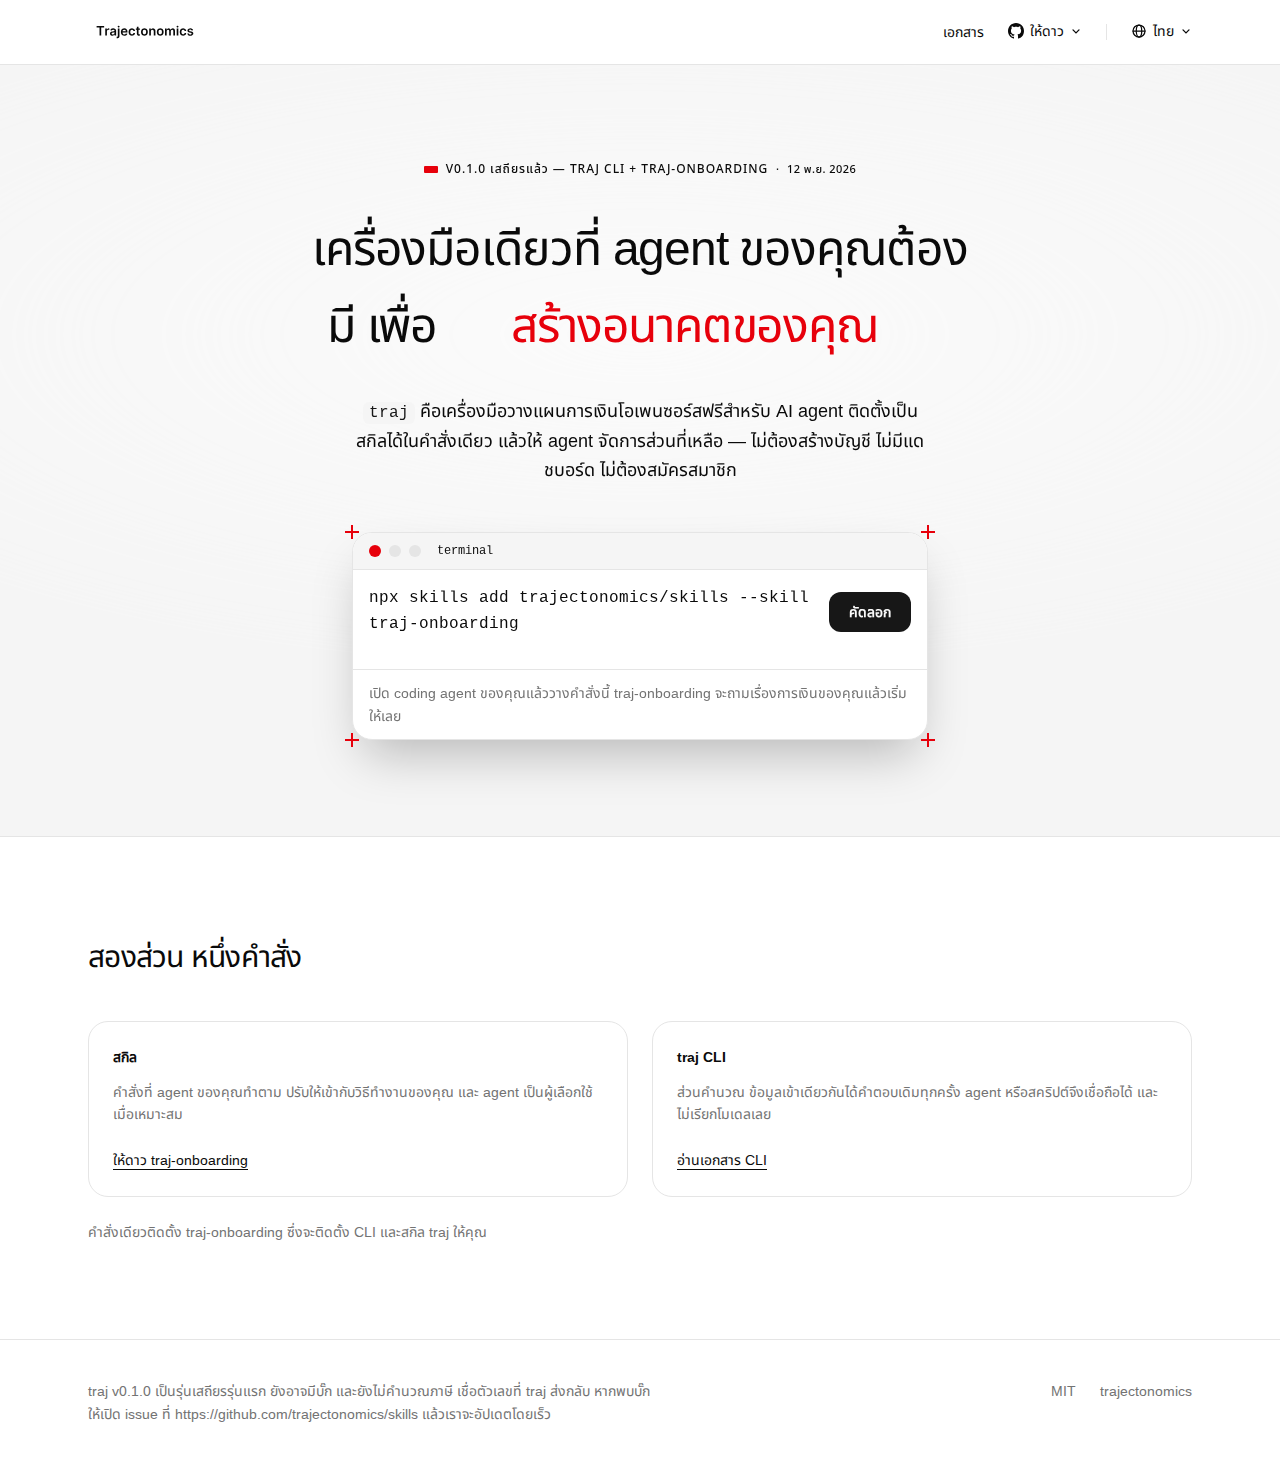 Trajectonomics
เอกสาร
ให้ดาว
ไทย
V0.1.0 เสถียรแล้ว — TRAJ CLI + TRAJ-ONBOARDING · 12 พ.ย. 2026
เครื่องมือเดียวที่ agent ของคุณต้อง
มี เพื่อ สร้างอนาคตของคุณ
traj คือเครื่องมือวางแผนการเงินโอเพนซอร์สฟรีสำหรับ AI agent ติดตั้งเป็น
สกิลได้ในคำสั่งเดียว แล้วให้ agent จัดการส่วนที่เหลือ — ไม่ต้องสร้างบัญชี ไม่มีแด
ชบอร์ด ไม่ต้องสมัครสมาชิก
terminal
npx skills add trajectonomics/skills --skill
traj-onboarding
คัดลอก
เปิด coding agent ของคุณแล้ววางคำสั่งนี้ traj-onboarding จะถามเรื่องการเงินของคุณแล้วเริ่ม
ให้เลย
สองส่วน หนึ่งคำสั่ง
สกิล
คำสั่งที่ agent ของคุณทำตาม ปรับให้เข้ากับวิธีทำงานของคุณ และ agent เป็นผู้เลือกใช้
เมื่อเหมาะสม
ให้ดาว traj-onboarding
traj CLI
ส่วนคำนวณ ข้อมูลเข้าเดียวกันได้คำตอบเดิมทุกครั้ง agent หรือสคริปต์จึงเชื่อถือได้ และ
ไม่เรียกโมเดลเลย
อ่านเอกสาร CLI
คำสั่งเดียวติดตั้ง traj-onboarding ซึ่งจะติดตั้ง CLI และสกิล traj ให้คุณ
traj v0.1.0 เป็นรุ่นเสถียรรุ่นแรก ยังอาจมีบั๊ก และยังไม่คำนวณภาษี เชื่อตัวเลขที่ traj ส่งกลับ หากพบบั๊ก
ให้เปิด issue ที่ https://github.com/trajectonomics/skills แล้วเราจะอัปเดตโดยเร็ว
MIT
trajectonomics